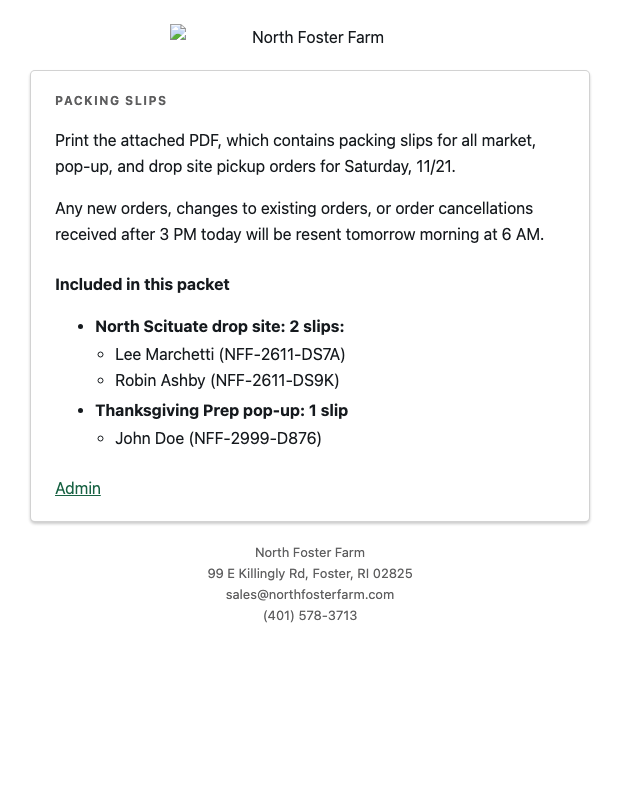 North Foster Farm
PACKING SLIPS
Print the attached PDF, which contains packing slips for all market,
pop-up, and drop site pickup orders for Saturday, 11/21.
Any new orders, changes to existing orders, or order cancellations
received after 3 PM today will be resent tomorrow morning at 6 AM.
Included in this packet
North Scituate drop site: 2 slips:
Lee Marchetti (NFF-2611-DS7A)
Robin Ashby (NFF-2611-DS9K)
Thanksgiving Prep pop-up: 1 slip
John Doe (NFF-2999-D876)
Admin
North Foster Farm
99 E Killingly Rd, Foster, RI 02825
sales@northfosterfarm.com
(401) 578-3713